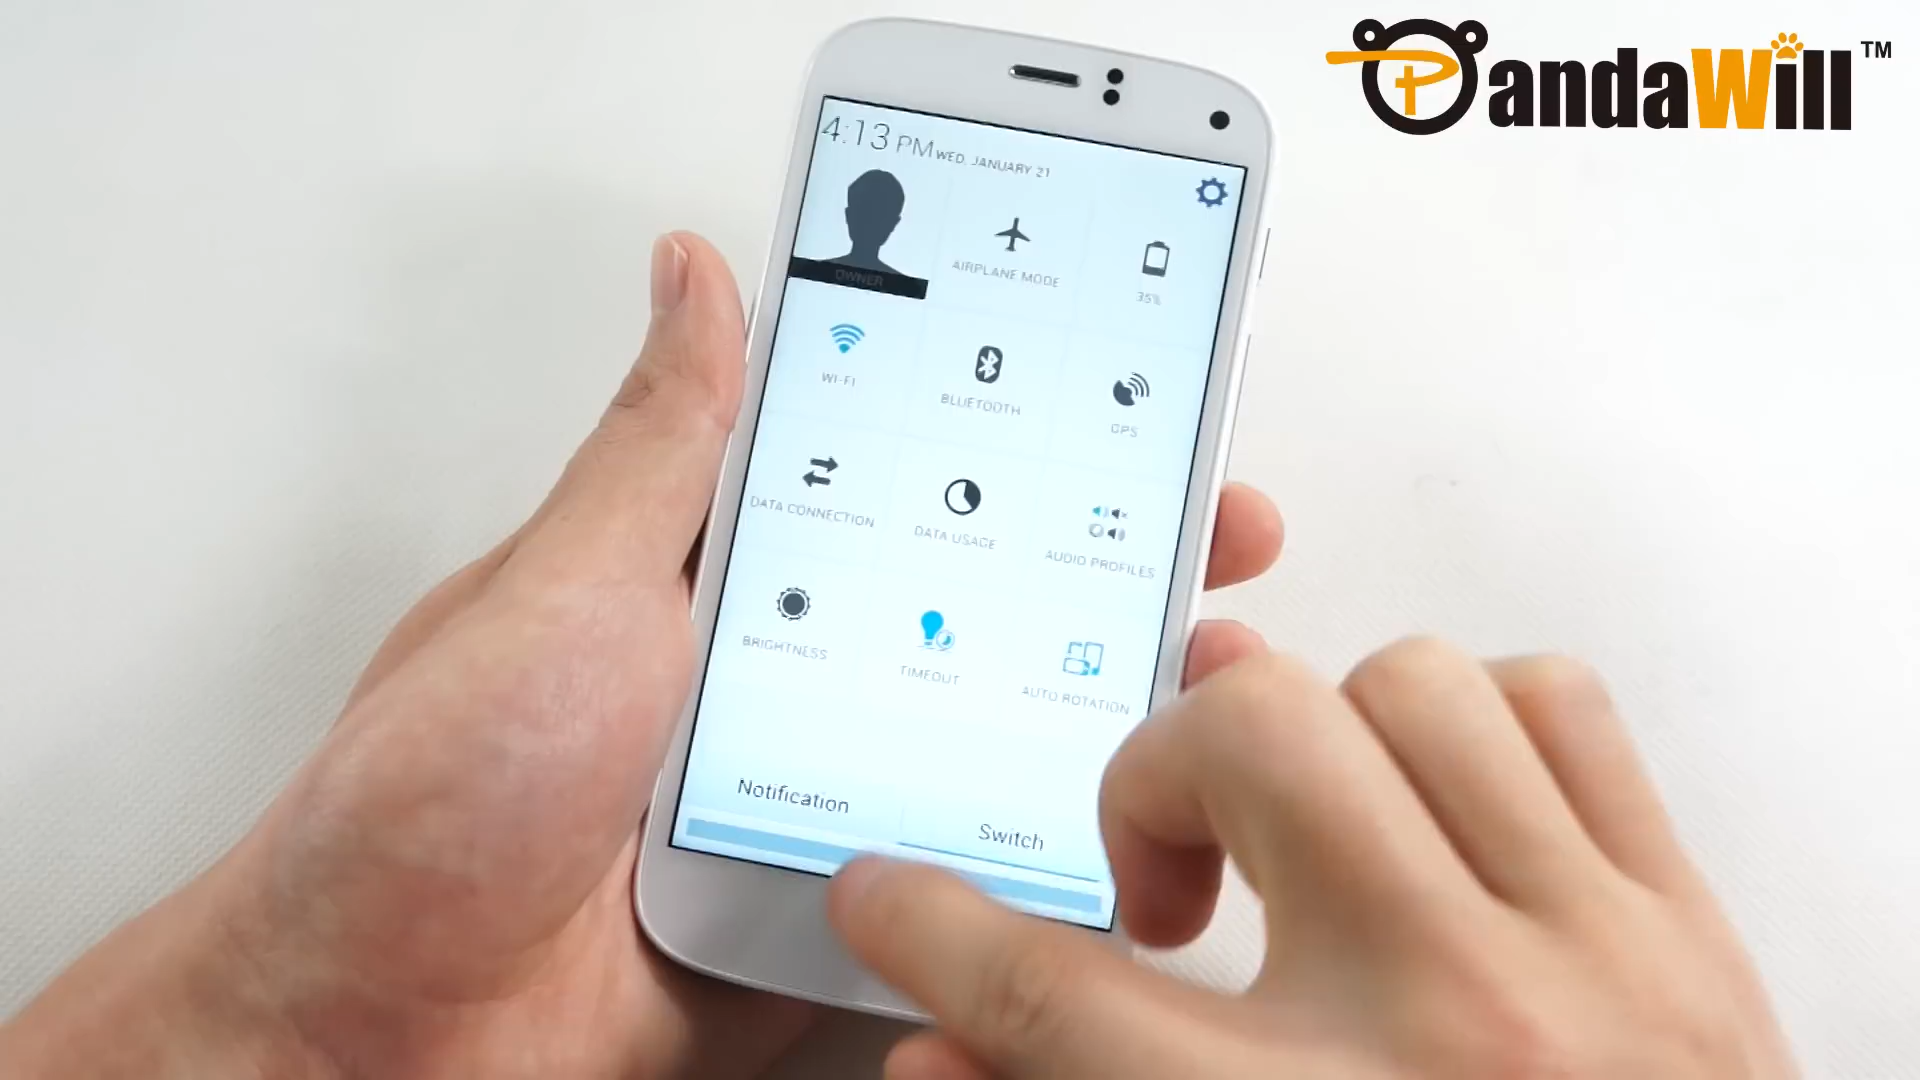 PandaWill™
4:13 PM WED, JANUARY 21
OWNER
AIRPLANE MODE
35%
WI-FI
BLUETOOTH
GPS
DATA CONNECTION
DATA USAGE
AUDIO PROFILES
BRIGHTNESS
TIMEOUT
AUTO ROTATION
Notification
Switch